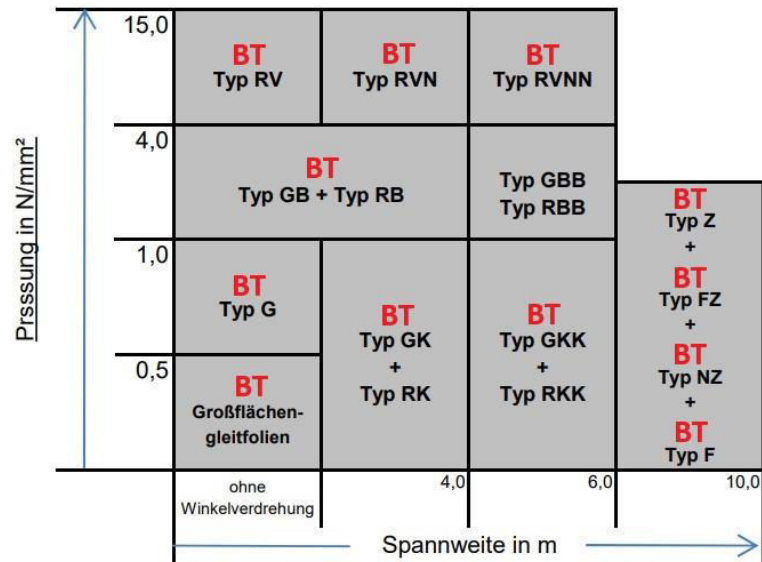 Prsssung in N/mm²
15,0
BT
Typ RV
BT
Typ RVN
BT
Typ RVNN
4,0
BT
Typ GB + Typ RB
Typ GBB
Typ RBB
1,0
BT
Typ G
BT
Typ GK
+
Typ RK
BT
Typ GKK
+
Typ RKK
0,5
BT
Großflächen-
gleitfolien
BT
Typ Z
+
BT
Typ FZ
+
BT
Typ NZ
+
BT
Typ F
ohne
Winkelverdrehung
4,0
6,0
10,0
Spannweite in m